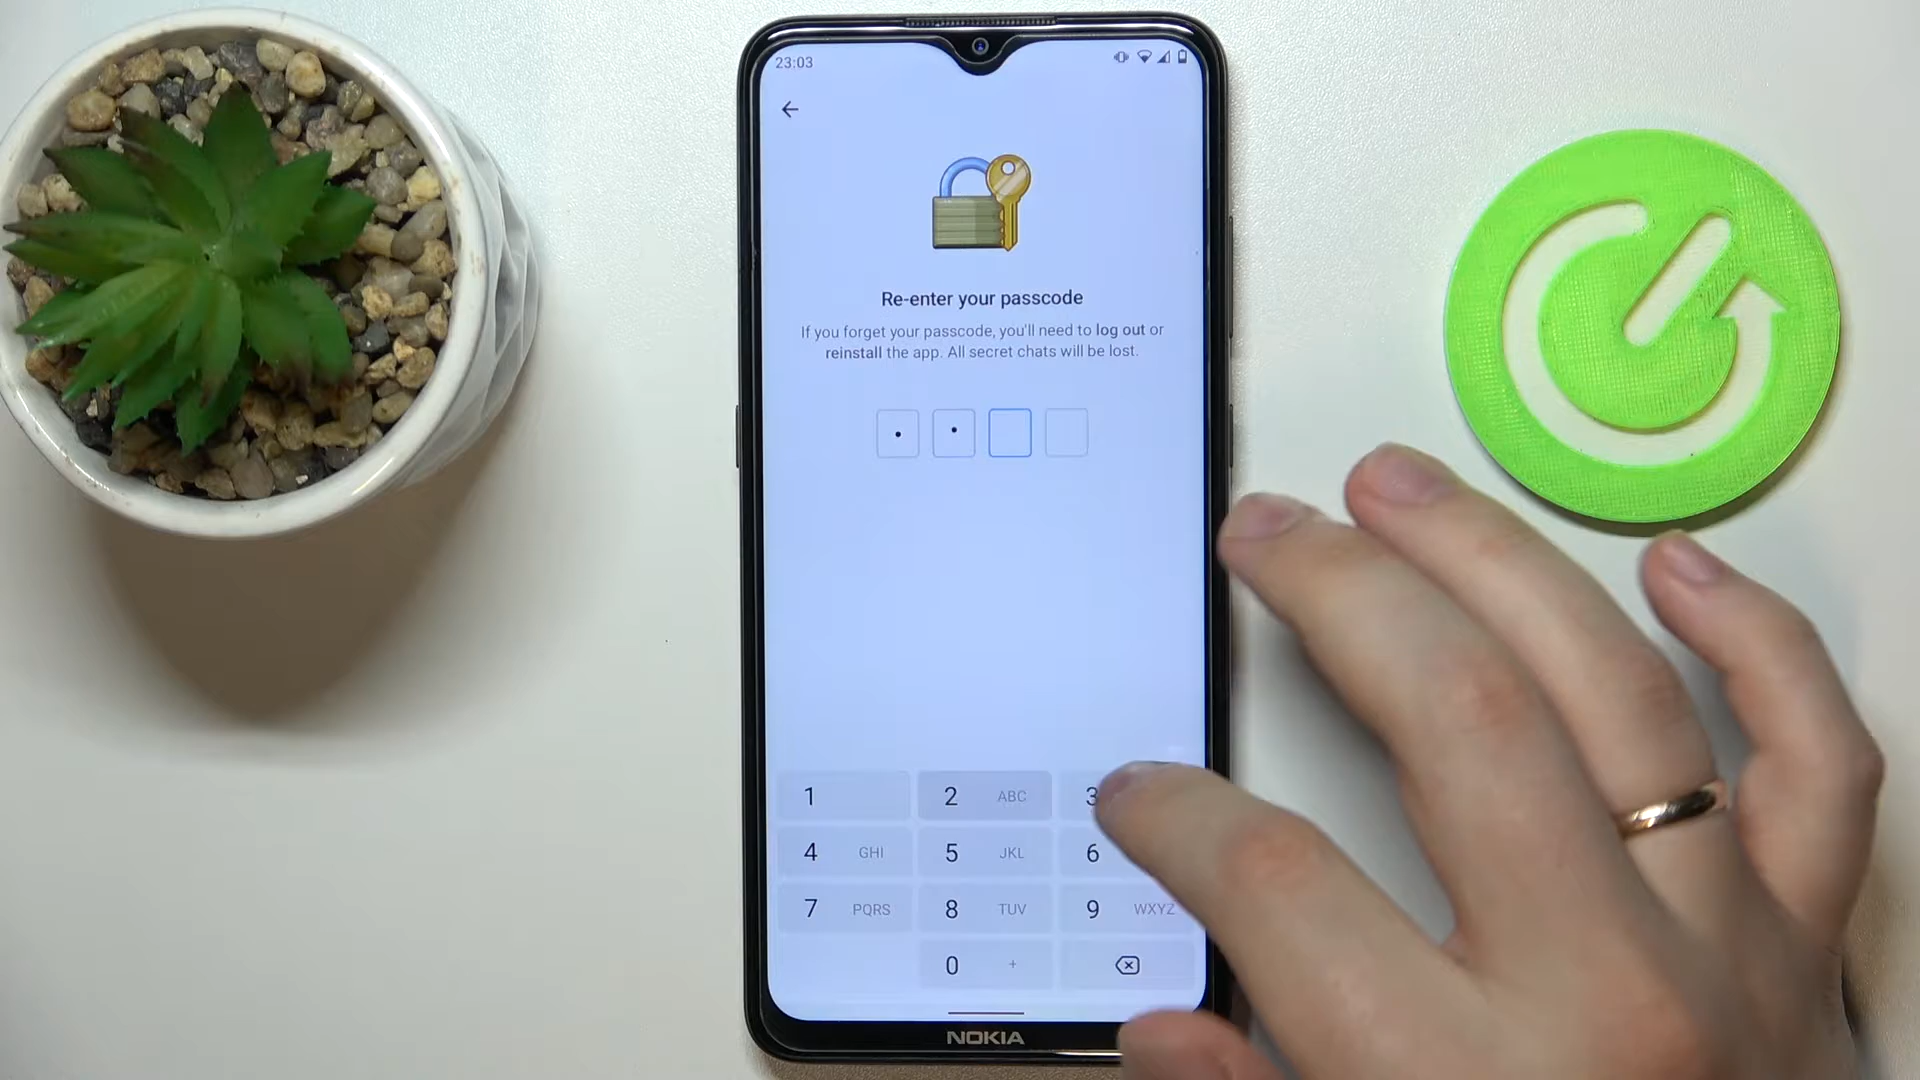 23:03
Re-enter your passcode
If you forget your passcode, you'll need to log out or
reinstall the app. All secret chats will be lost.
1
2 ABC
3
4 GHI
5 JKL
6
7 PQRS
8 TUV
9 WXYZ
0 +
NOKIA